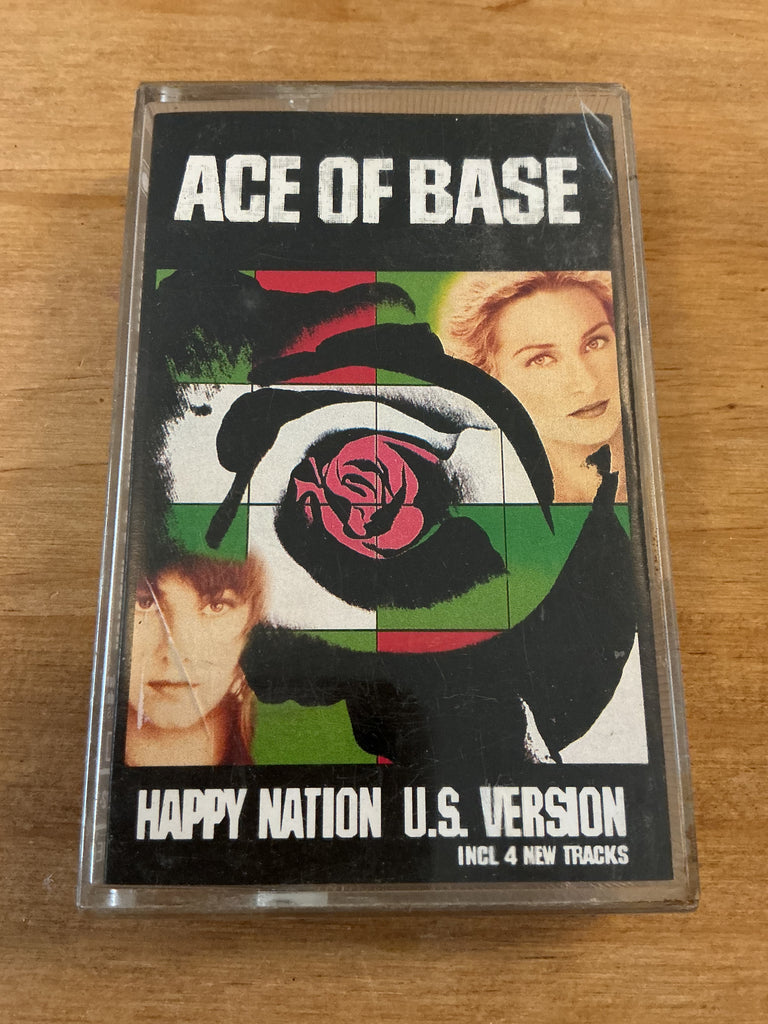 ACE OF BASE
HAPPY NATION U.S. VERSION
INCL 4 NEW TRACKS